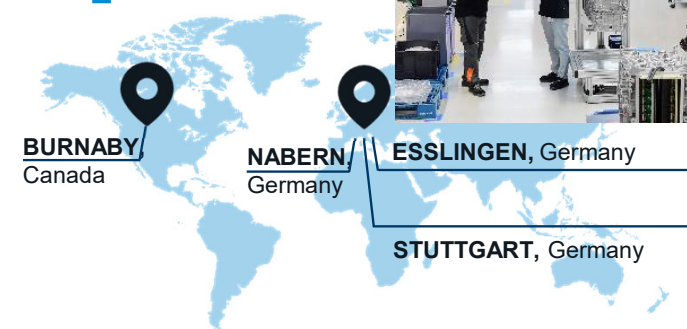 BURNABY,
Canada
NABERN,
Germany
ESSLINGEN, Germany
STUTTGART, Germany